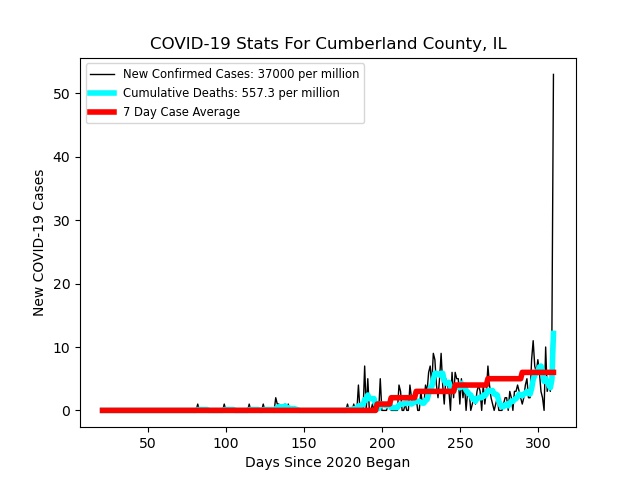 COVID-19 Stats For Cumberland County, IL
New Confirmed Cases: 37000 per million
Cumulative Deaths: 557.3 per million
7 Day Case Average
New COVID-19 Cases
50
40
30
20
10
0
50 100 150 200 250 300
Days Since 2020 Began